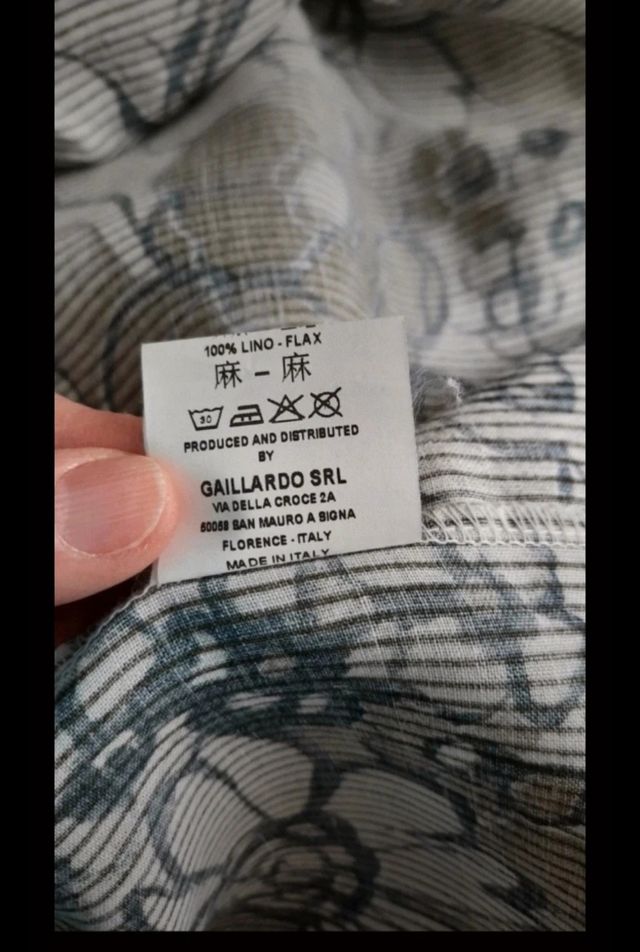 100% LINO - FLAX
麻 - 麻
30
PRODUCED AND DISTRIBUTED
BY
GAILLARDO SRL
VIA DELLA CROCE 2A
50058 SAN MAURO A SIGNA
FLORENCE - ITALY
MADE IN ITALY